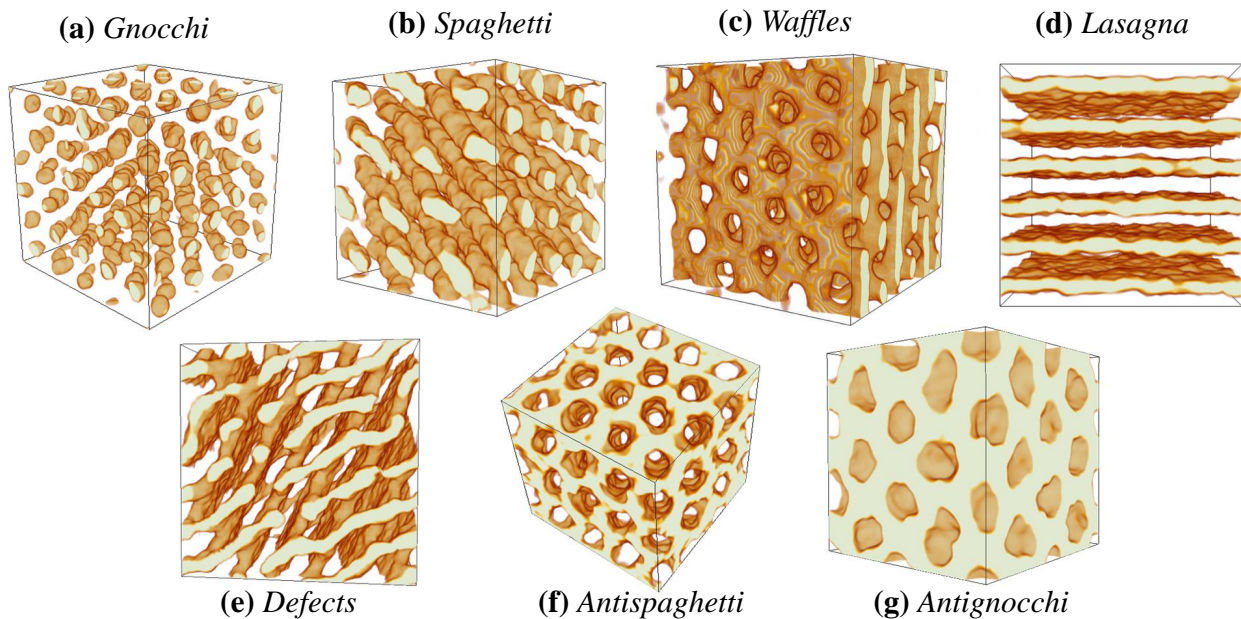 (a) Gnocchi
(b) Spaghetti
(c) Waffles
(d) Lasagna
(e) Defects
(f) Antispaghetti
(g) Antignocchi